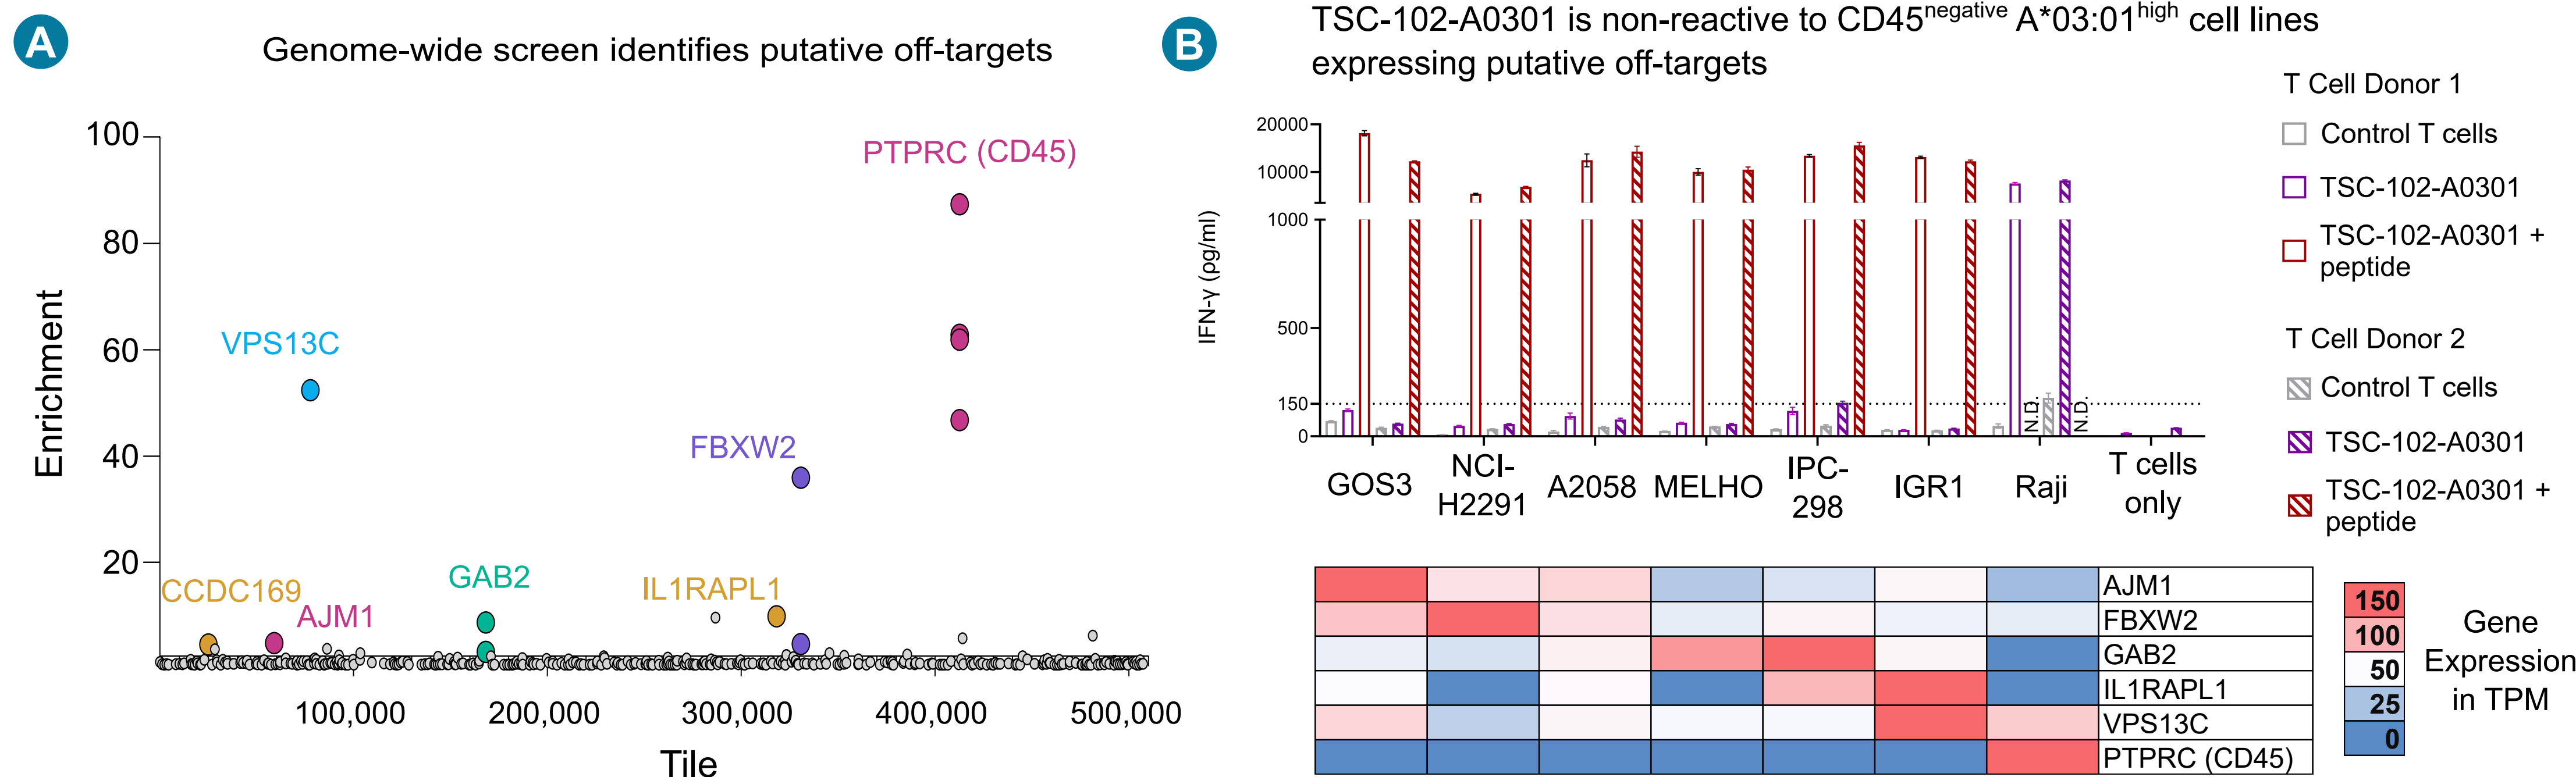 A
Genome-wide screen identifies putative off-targets
Enrichment
100
80
60
40
20
PTPRC (CD45)
VPS13C
FBXW2
CCDC169
AJM1
GAB2
IL1RAPL1
100,000
200,000
300,000
400,000
500,000
Tile
B
TSC-102-A0301 is non-reactive to CD45negative A*03:01high cell lines
expressing putative off-targets
IFN-γ (pg/ml)
20000
10000
1000
500
150
0
N.D.
N.D.
GOS3
NCI-
H2291
A2058
MELHO
IPC-
298
IGR1
Raji
T cells
only
T Cell Donor 1
Control T cells
TSC-102-A0301
TSC-102-A0301 +
peptide
T Cell Donor 2
Control T cells
TSC-102-A0301
TSC-102-A0301 +
peptide
AJM1
FBXW2
GAB2
IL1RAPL1
VPS13C
PTPRC (CD45)
150
100
50
25
0
Gene
Expression
in TPM